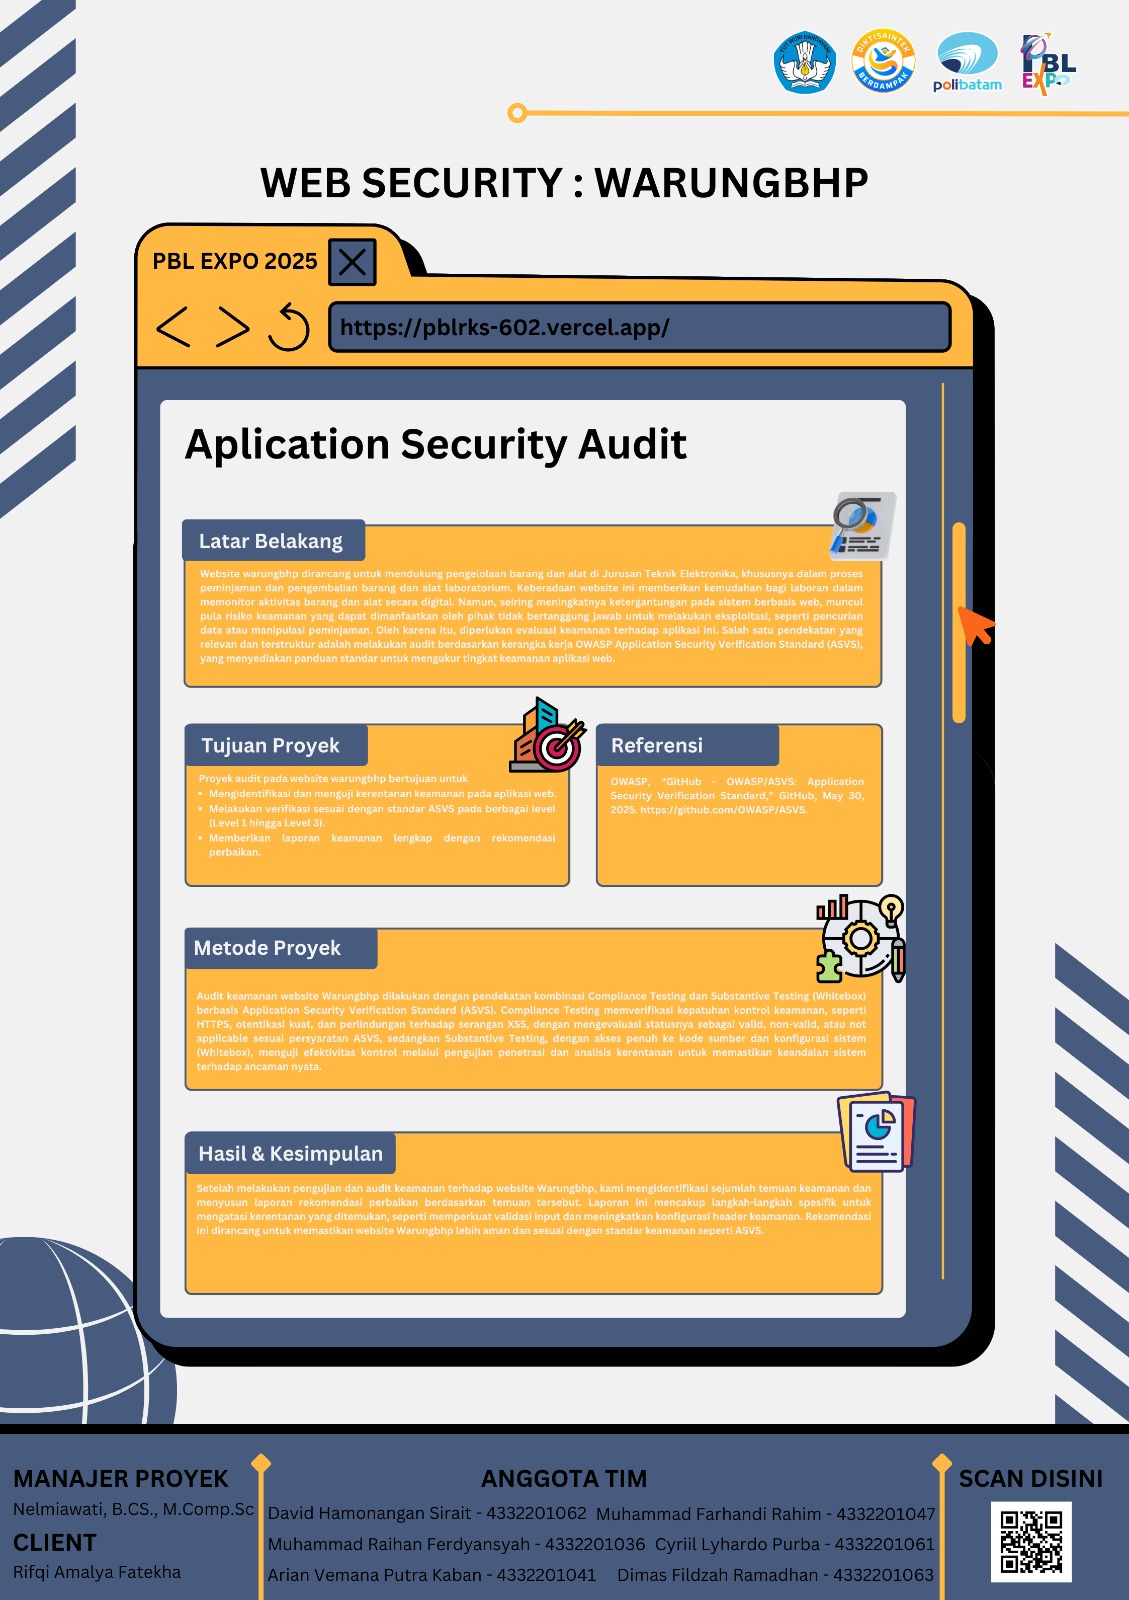 TUT WURI HANDAYANI
DIKTISAINTEK
BERDAMPAK
polibatam
PBL
EXPO
WEB SECURITY : WARUNGBHP
PBL EXPO 2025
https://pblrks-602.vercel.app/
Aplication Security Audit
Latar Belakang
Website warungbhp dirancang untuk mendukung pengelolaan barang dan alat di Jurusan Teknik Elektronika, khususnya dalam proses
peminjaman dan pengembalian barang dan alat laboratorium. Keberadaan website ini memberikan kemudahan bagi laboran dalam
memonitor aktivitas barang dan alat secara digital. Namun, seiring meningkatnya ketergantungan pada sistem berbasis web, muncul
pula risiko keamanan yang dapat dimanfaatkan oleh pihak tidak bertanggung jawab untuk melakukan eksploitasi, seperti pencurian
data atau manipulasi peminjaman. Oleh karena itu, diperlukan evaluasi keamanan terhadap aplikasi ini. Salah satu pendekatan yang
relevan dan terstruktur adalah melakukan audit berdasarkan kerangka kerja OWASP Application Security Verification Standard (ASVS),
yang menyediakan panduan standar untuk mengukur tingkat keamanan aplikasi web.
Tujuan Proyek
Proyek audit pada website warungbhp bertujuan untuk
• Mengidentifikasi dan menguji kerentanan keamanan pada aplikasi web.
• Melakukan verifikasi sesuai dengan standar ASVS pada berbagai level
(Level 1 hingga Level 3).
• Memberikan laporan keamanan lengkap dengan rekomendasi
perbaikan.
Referensi
OWASP, “GitHub - OWASP/ASVS: Application
Security Verification Standard,” GitHub, May 30,
2025. https://github.com/OWASP/ASVS.
Metode Proyek
Audit keamanan website Warungbhp dilakukan dengan pendekatan kombinasi Compliance Testing dan Substantive Testing (Whitebox)
berbasis Application Security Verification Standard (ASVS). Compliance Testing memverifikasi kepatuhan kontrol keamanan, seperti
HTTPS, otentikasi kuat, dan perlindungan terhadap serangan XSS, dengan mengevaluasi statusnya sebagai valid, non-valid, atau not
applicable sesuai persyaratan ASVS, sedangkan Substantive Testing, dengan akses penuh ke kode sumber dan konfigurasi sistem
(Whitebox), menguji efektivitas kontrol melalui pengujian penetrasi dan analisis kerentanan untuk memastikan keandalan sistem
terhadap ancaman nyata.
Hasil & Kesimpulan
Setelah melakukan pengujian dan audit keamanan terhadap website Warungbhp, kami mengidentifikasi sejumlah temuan keamanan dan
menyusun laporan rekomendasi perbaikan berdasarkan temuan tersebut. Laporan ini mencakup langkah-langkah spesifik untuk
mengatasi kerentanan yang ditemukan, seperti memperkuat validasi input dan meningkatkan konfigurasi header keamanan. Rekomendasi
ini dirancang untuk memastikan website Warungbhp lebih aman dan sesuai dengan standar keamanan seperti ASVS.
MANAJER PROYEK
Nelmiawati, B.CS., M.Comp.Sc
CLIENT
Rifqi Amalya Fatekha
ANGGOTA TIM
David Hamonangan Sirait - 4332201062 Muhammad Farhandi Rahim - 4332201047
Muhammad Raihan Ferdyansyah - 4332201036 Cyriil Lyhardo Purba - 4332201061
Arian Vemana Putra Kaban - 4332201041 Dimas Fildzah Ramadhan - 4332201063
SCAN DISINI